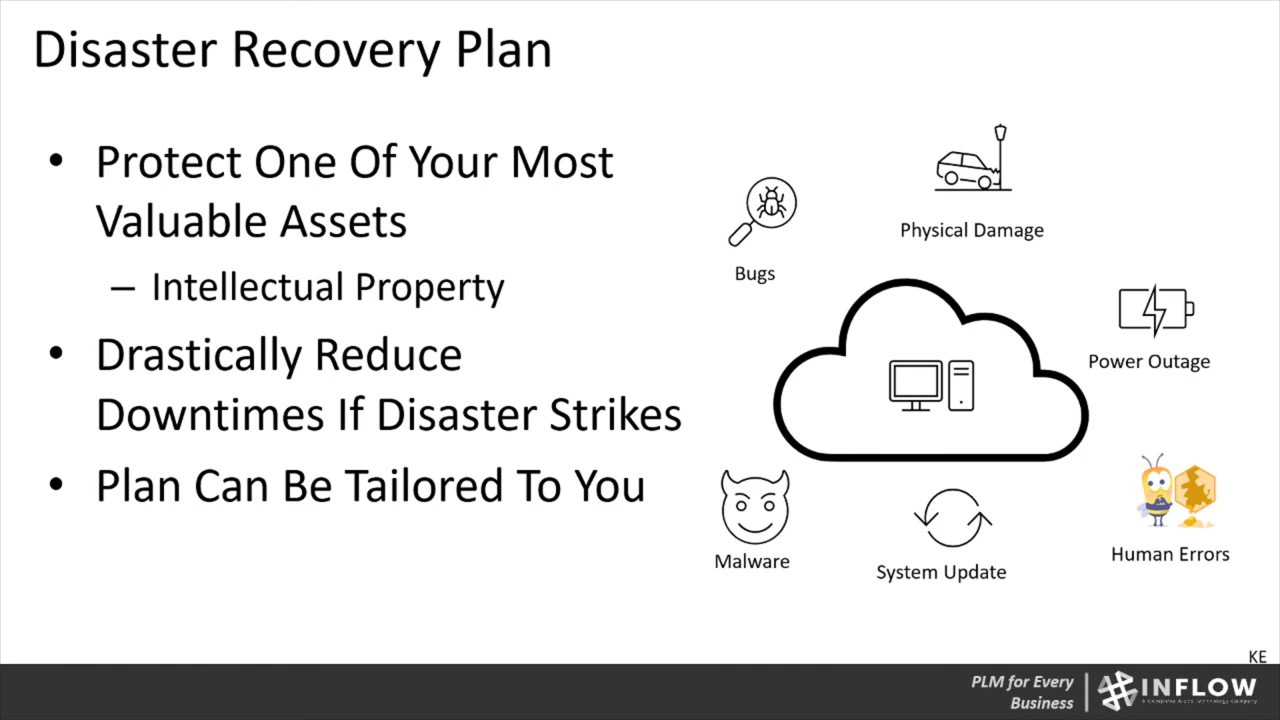 Disaster Recovery Plan
• Protect One Of Your Most
Valuable Assets
– Intellectual Property
• Drastically Reduce
Downtimes If Disaster Strikes
• Plan Can Be Tailored To You
Physical Damage
Bugs
Power Outage
Malware
System Update
Human Errors
KE
PLM for Every
Business
INFLOW